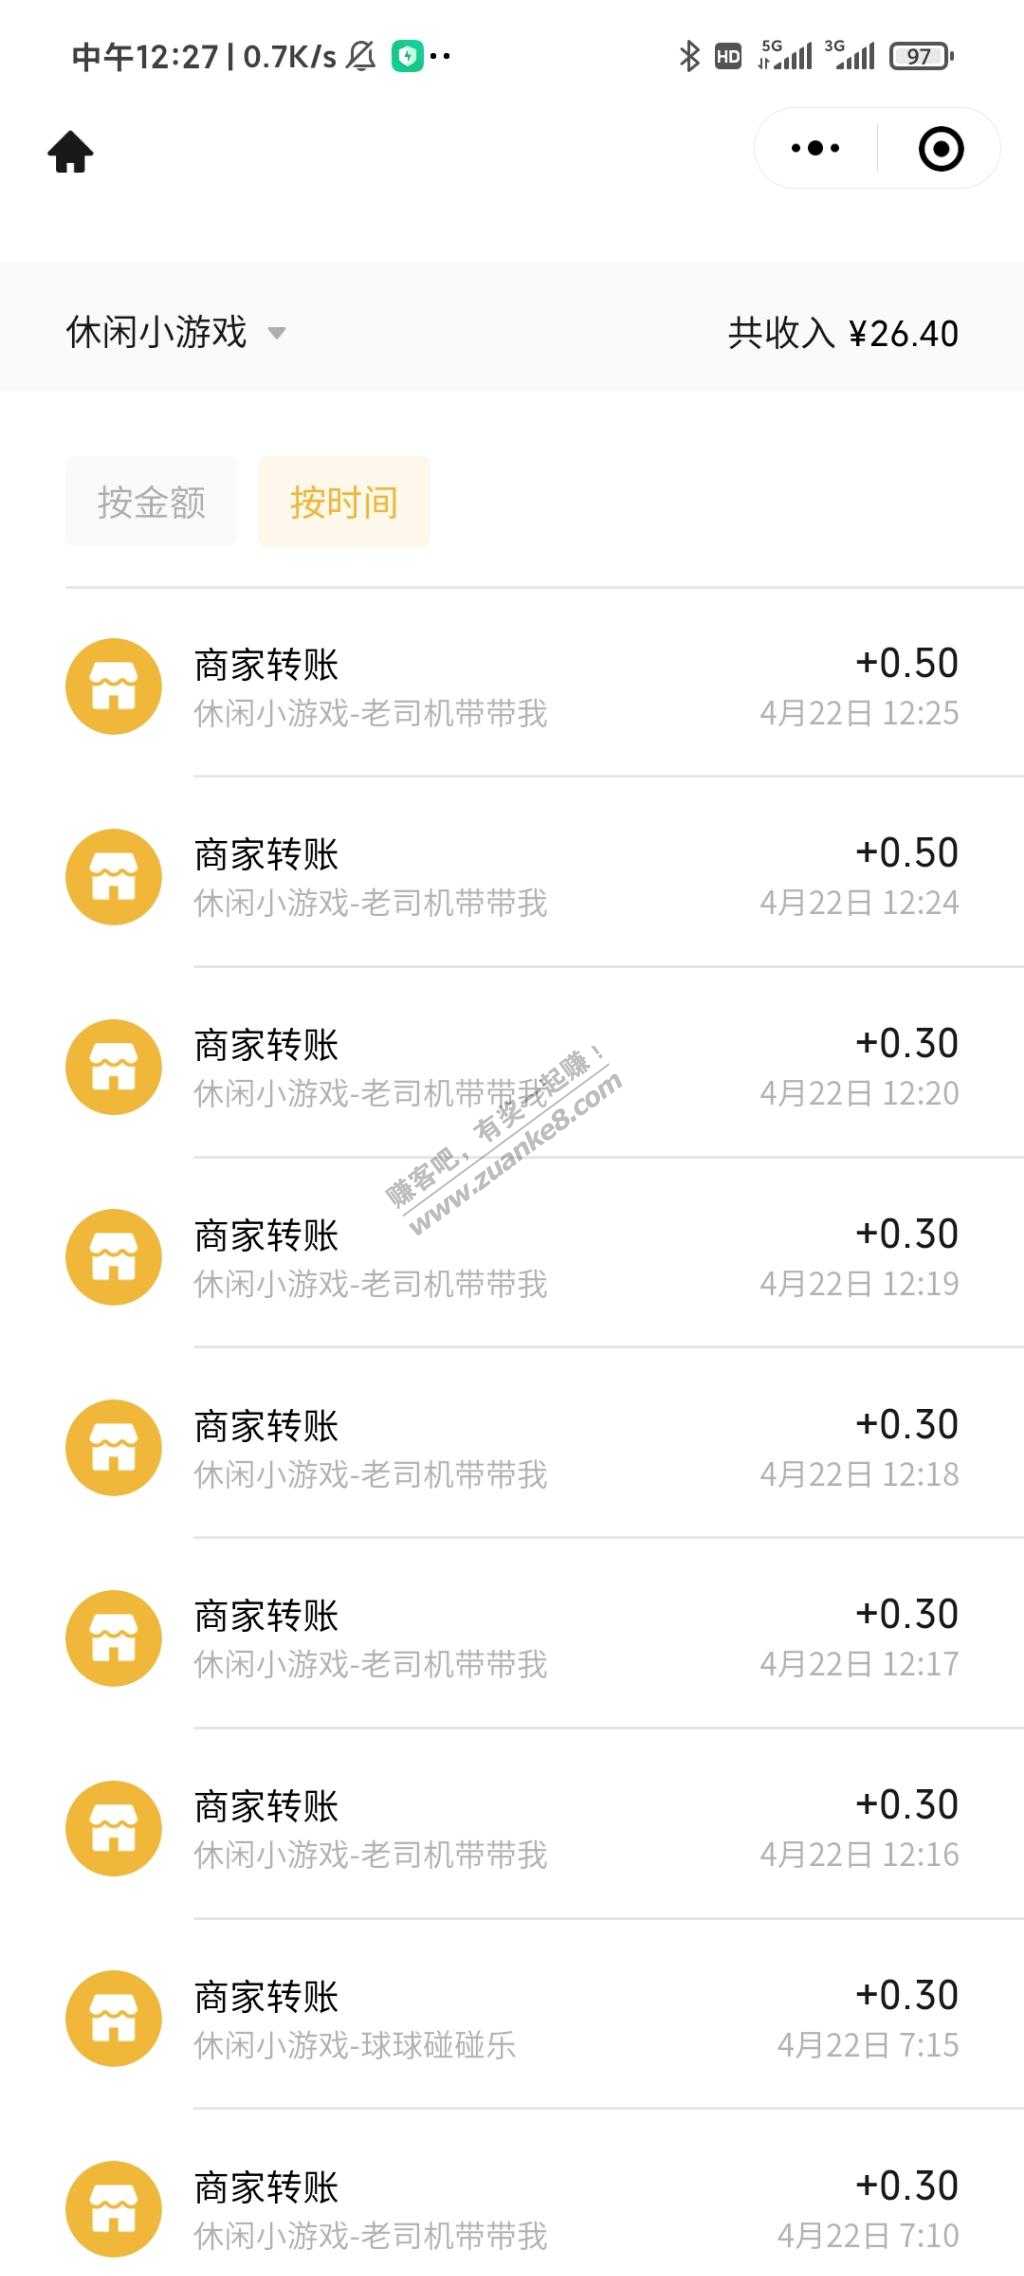 中午12:27 | 0.7K/s
HD 5G 3G 97
休闲小游戏 共收入 ¥26.40
按金额 按时间
商家转账 +0.50
休闲小游戏-老司机带带我 4月22日 12:25
商家转账 +0.50
休闲小游戏-老司机带带我 4月22日 12:24
商家转账 +0.30
休闲小游戏-老司机带带我 4月22日 12:20
赚客吧，有奖一起赚！
www.zuanke8.com
商家转账 +0.30
休闲小游戏-老司机带带我 4月22日 12:19
商家转账 +0.30
休闲小游戏-老司机带带我 4月22日 12:18
商家转账 +0.30
休闲小游戏-老司机带带我 4月22日 12:17
商家转账 +0.30
休闲小游戏-老司机带带我 4月22日 12:16
商家转账 +0.30
休闲小游戏-球球碰碰乐 4月22日 7:15
商家转账 +0.30
休闲小游戏-老司机带带我 4月22日 7:10